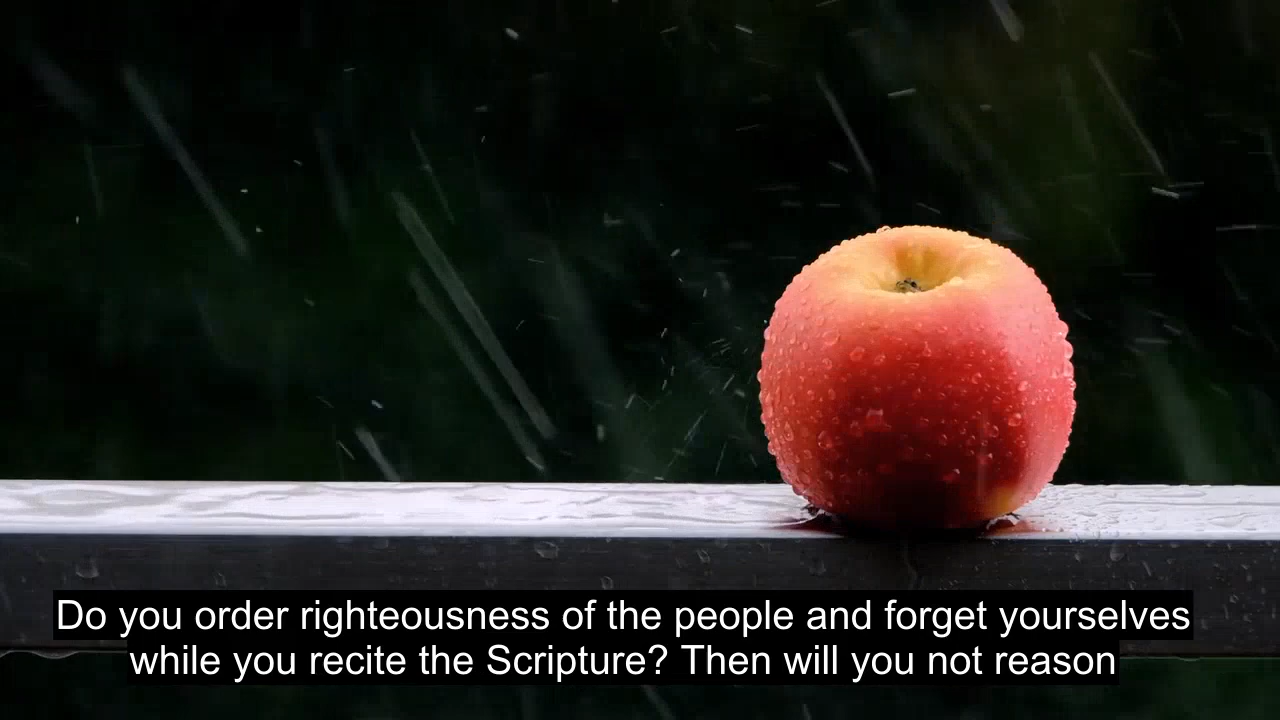 Do you order righteousness of the people and forget yourselves
while you recite the Scripture? Then will you not reason